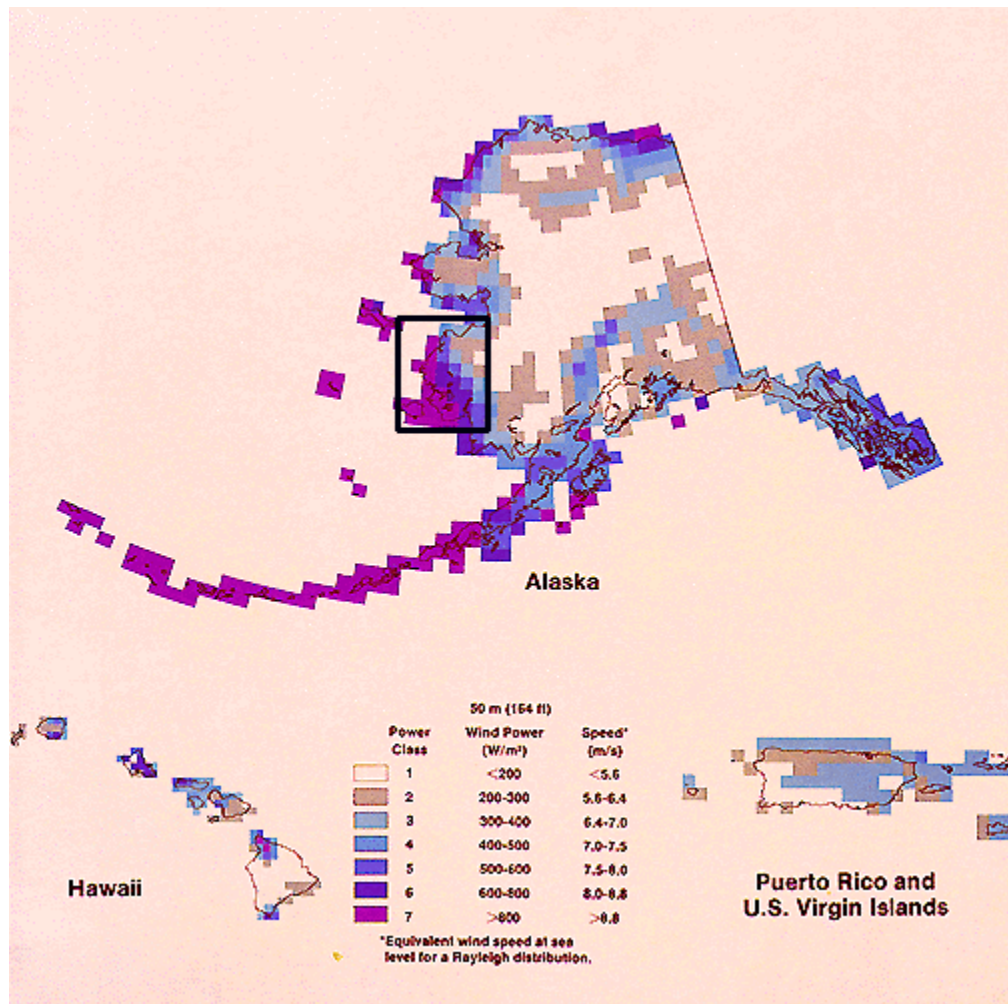 Alaska
50 m (164 ft)
Power Wind Power Speed*
Class (W/m²) (m/s)
1 <200 <5.6
2 200-300 5.6-6.4
3 300-400 6.4-7.0
4 400-500 7.0-7.5
5 500-600 7.5-8.0
6 600-800 8.0-8.8
7 >800 >8.8
*Equivalent wind speed at sea
level for a Rayleigh distribution.
Hawaii
Puerto Rico and
U.S. Virgin Islands